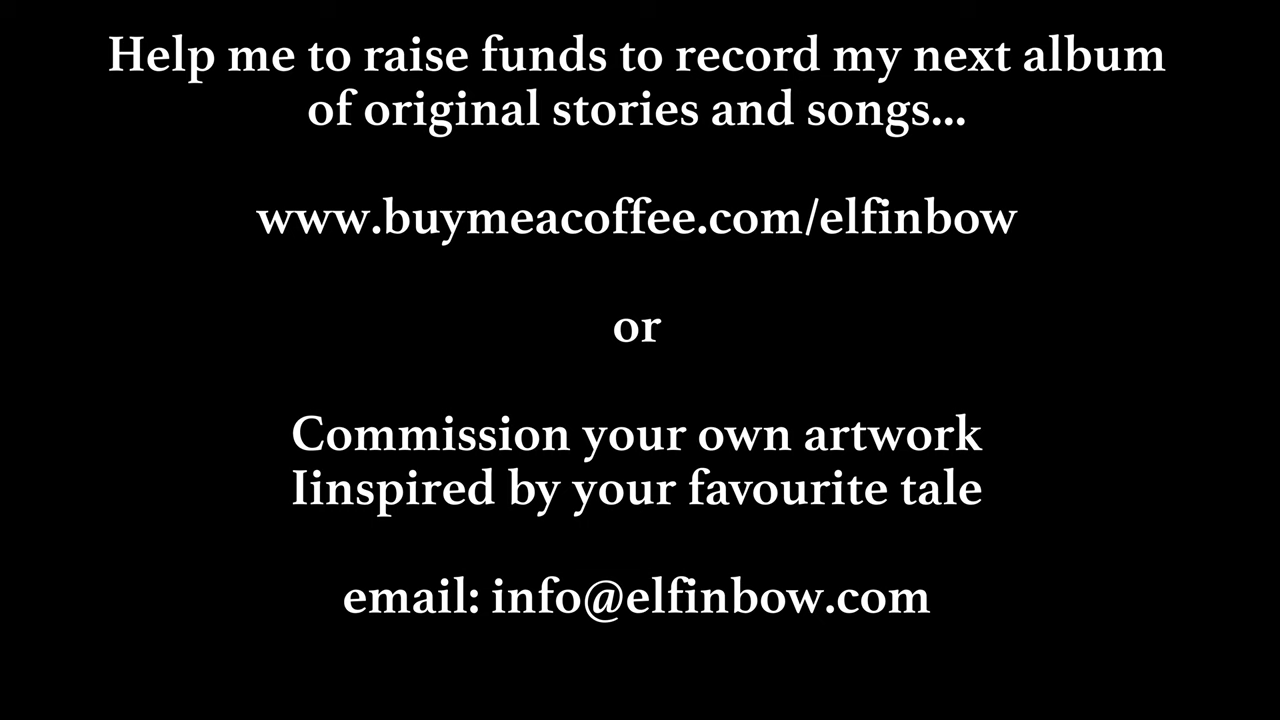 Help me to raise funds to record my next album
of original stories and songs...
www.buymeacoffee.com/elfinbow
or
Commission your own artwork
Iinspired by your favourite tale
email: info@elfinbow.com